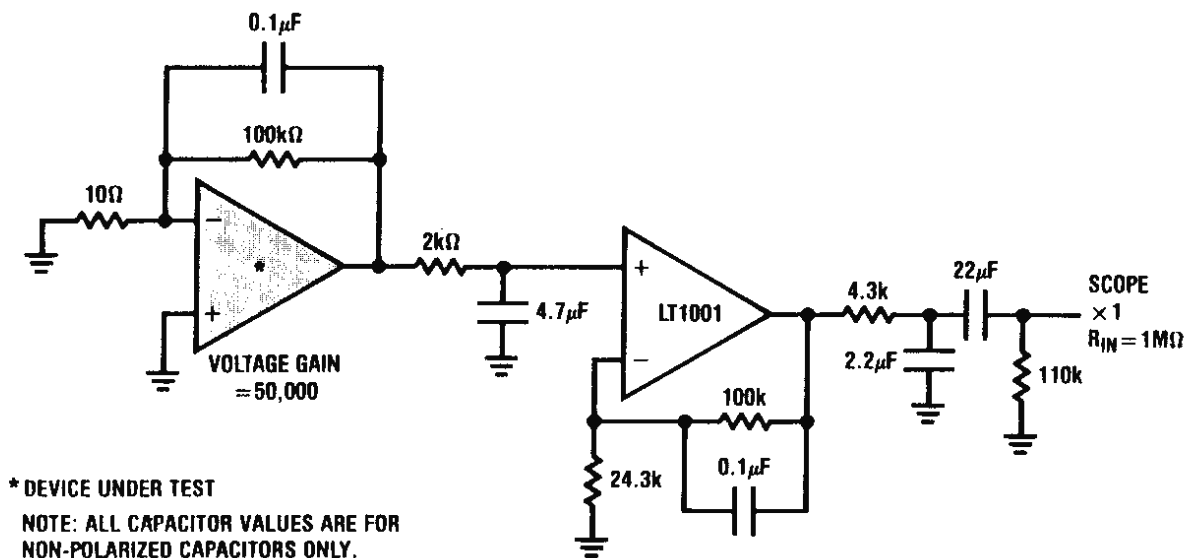 0.1µF
100kΩ
10Ω
−
+
*
VOLTAGE GAIN
=50,000
2kΩ
4.7µF
+
−
LT1001
100k
0.1µF
24.3k
4.3k
22µF
2.2µF
110k
SCOPE
×1
RIN=1MΩ
* DEVICE UNDER TEST
NOTE: ALL CAPACITOR VALUES ARE FOR
NON-POLARIZED CAPACITORS ONLY.